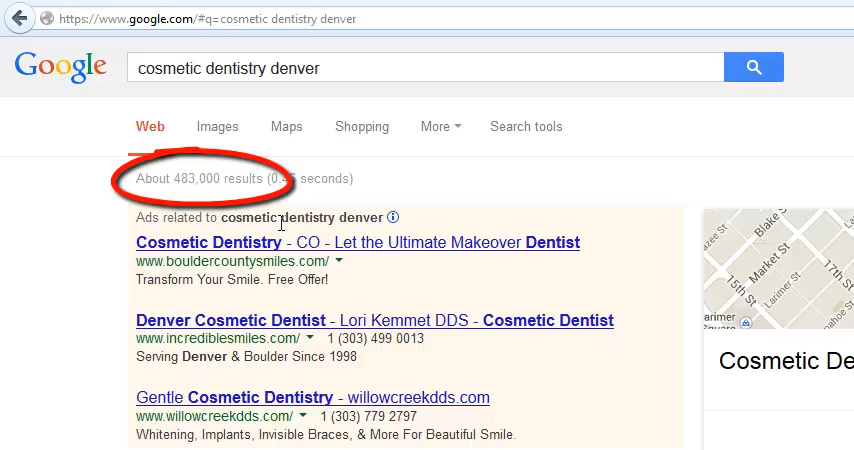 https://www.google.com/#q=cosmetic dentistry denver
Google
cosmetic dentistry denver
Web Images Maps Shopping More Search tools
About 483,000 results (0.46 seconds)
Ads related to cosmetic dentistry denver
Cosmetic Dentistry - CO - Let the Ultimate Makeover Dentist
www.bouldercountysmiles.com/
Transform Your Smile. Free Offer!
Denver Cosmetic Dentist - Lori Kemmet DDS - Cosmetic Dentist
www.incrediblesmiles.com/ 1 (303) 499 0013
Serving Denver & Boulder Since 1998
Gentle Cosmetic Dentistry - willowcreekdds.com
www.willowcreekdds.com/ 1 (303) 779 2797
Whitening, Implants, Invisible Braces, & More For Beautiful Smile.
Blake St
Market St
15th St
17th
Larimer St
Larimer
Square
Cosmetic De